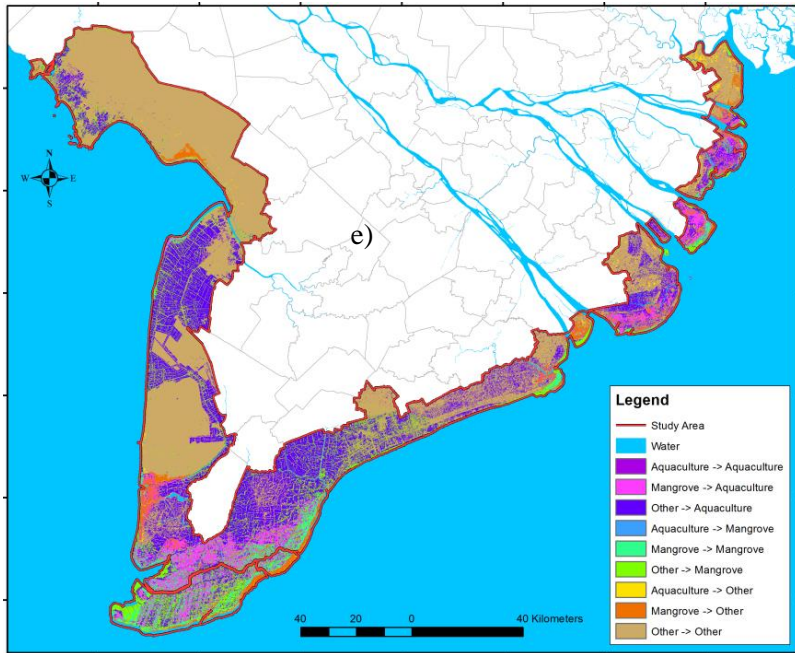 N
W E
S
e)
Legend
Study Area
Water
Aquaculture -> Aquaculture
Mangrove -> Aquaculture
Other -> Aquaculture
Aquaculture -> Mangrove
Mangrove -> Mangrove
Other -> Mangrove
Aquaculture -> Other
Mangrove -> Other
Other -> Other
40 20 0 40 Kilometers